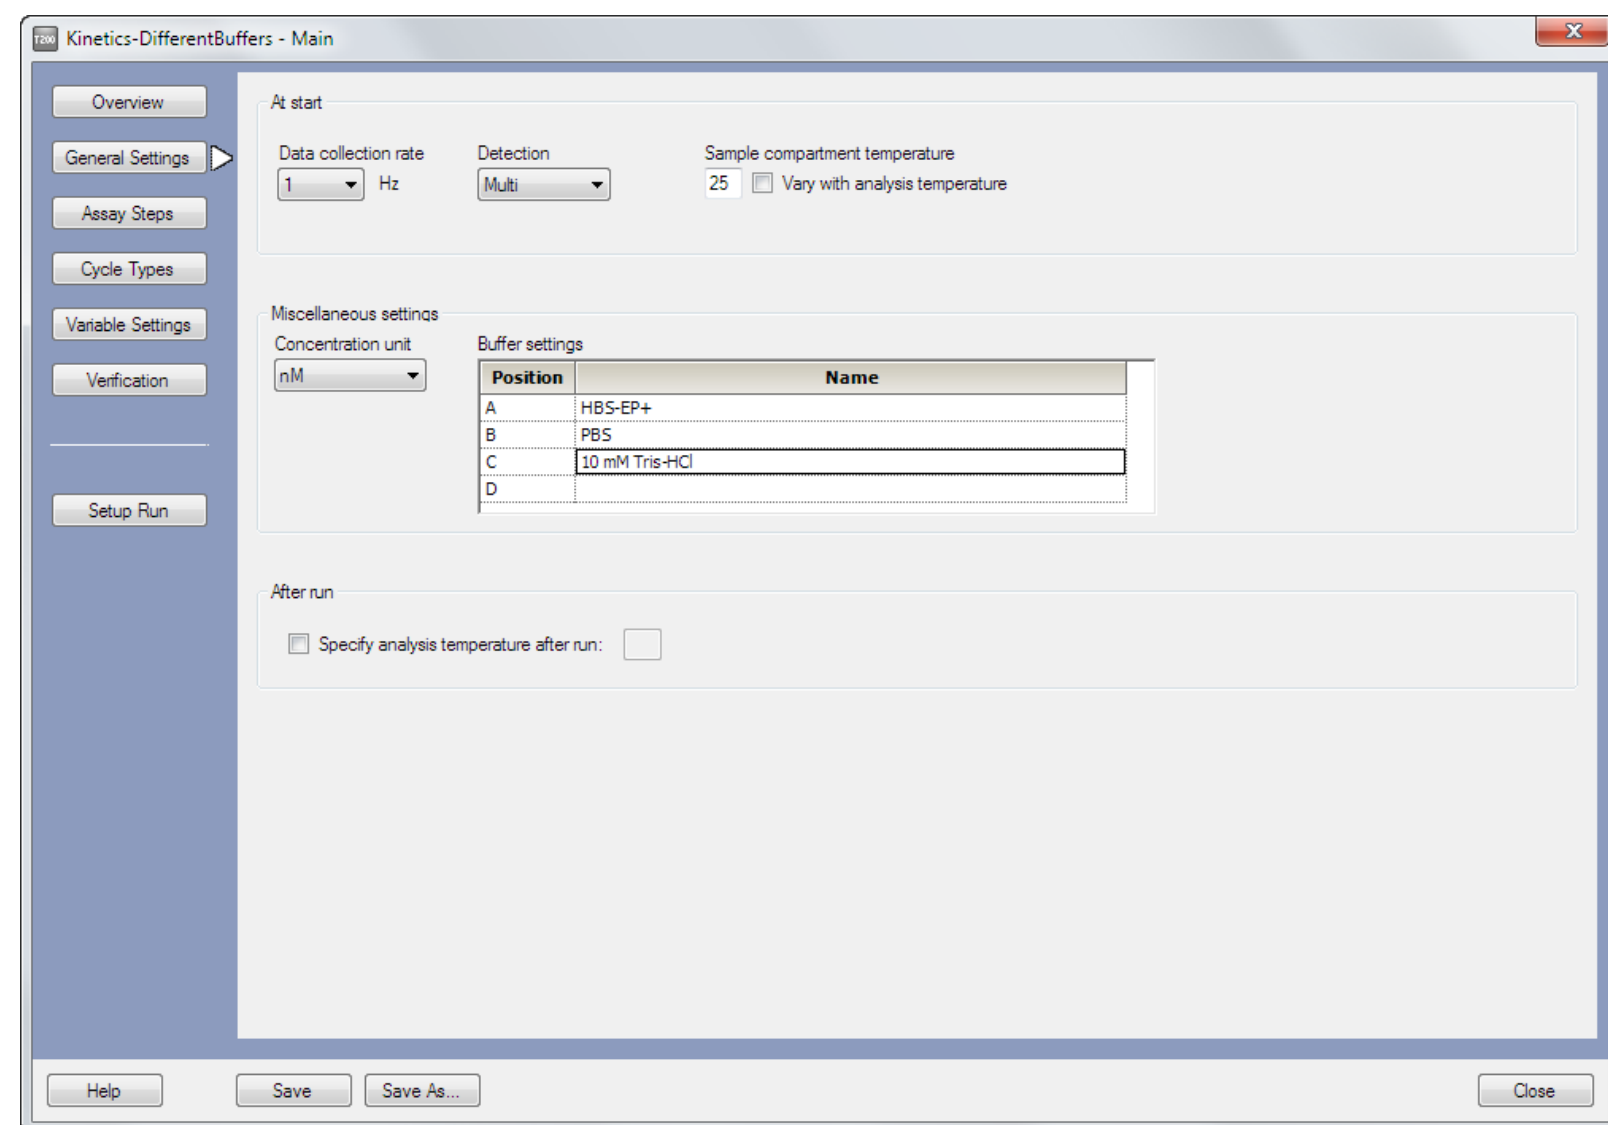 T200 Kinetics-DifferentBuffers - Main
Overview
General Settings
Assay Steps
Cycle Types
Variable Settings
Verification
Setup Run
At start
Data collection rate Detection Sample compartment temperature
1 Hz Multi 25 Vary with analysis temperature
Miscellaneous settings
Concentration unit Buffer settings
nM
Position Name
A HBS-EP+
B PBS
C 10 mM Tris-HCl
D
After run
Specify analysis temperature after run:
Help Save Save As... Close